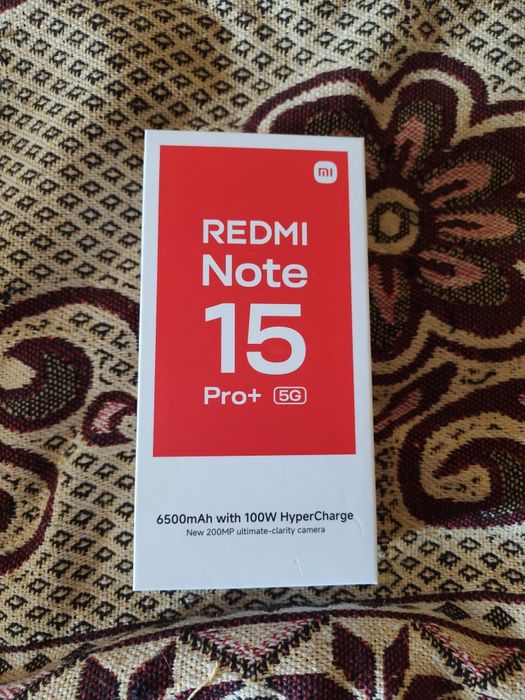 mi
REDMI
Note
15
Pro+ 5G
6500mAh with 100W HyperCharge
New 200MP ultimate-clarity camera